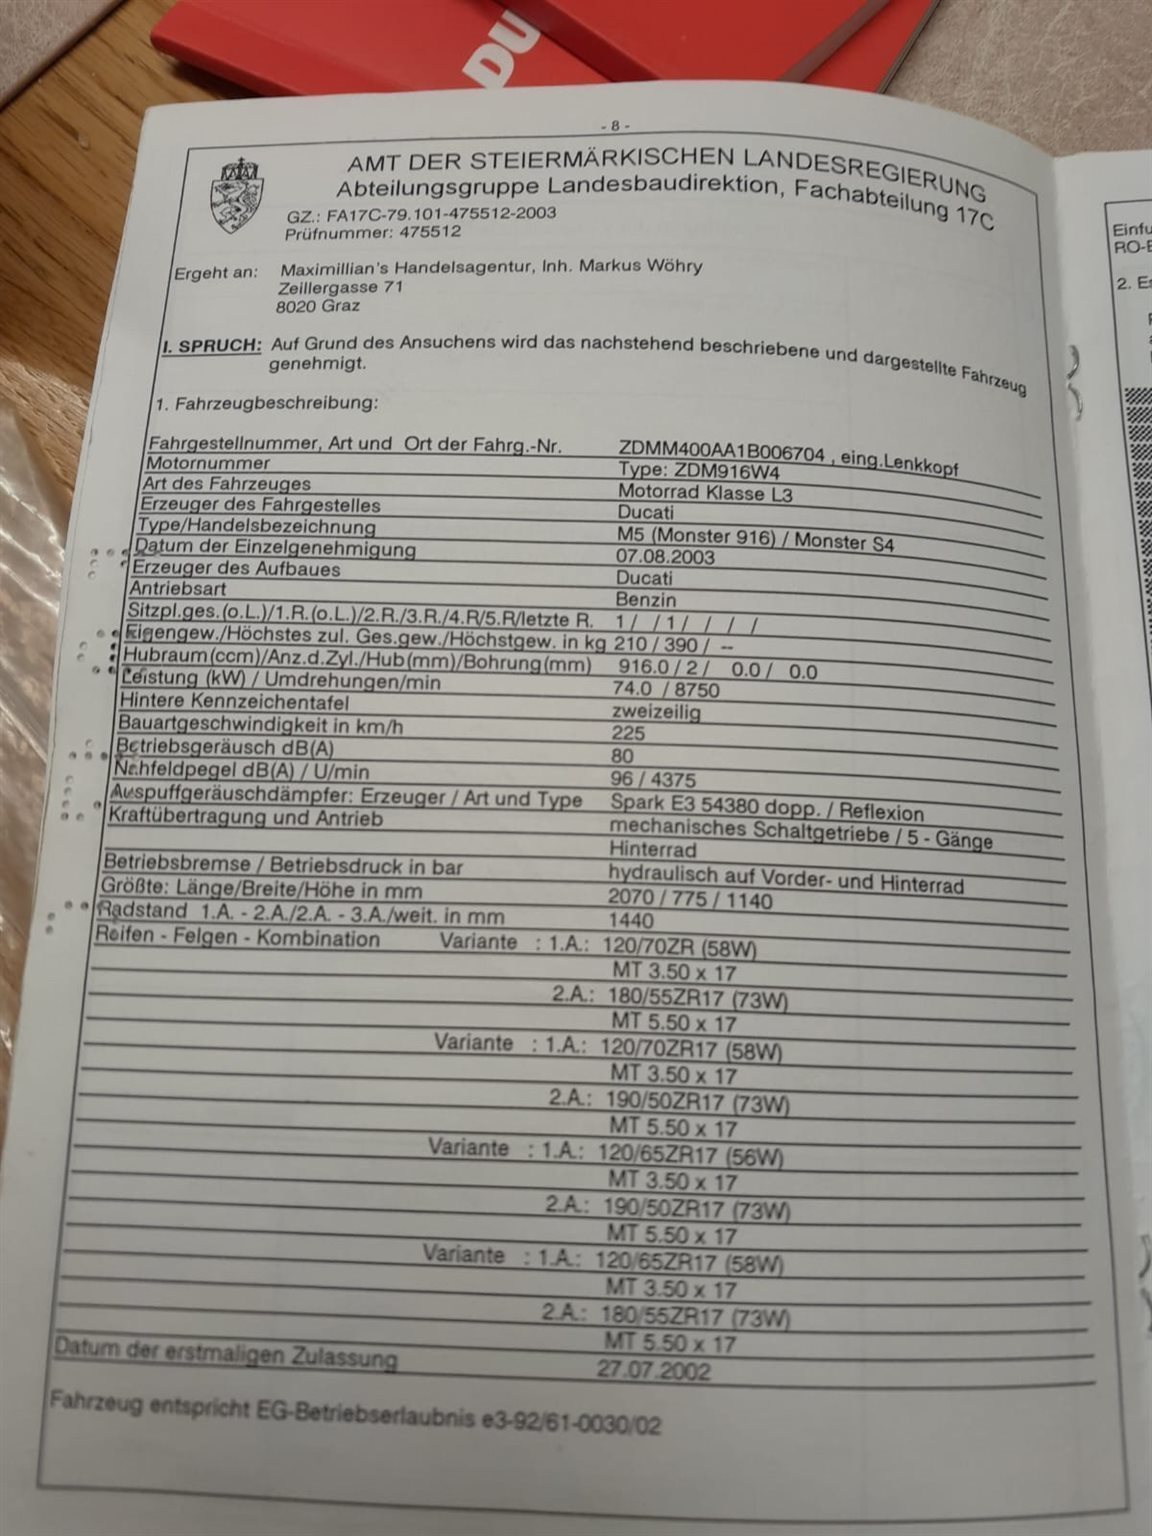 DU
- 8 -
AMT DER STEIERMÄRKISCHEN LANDESREGIERUNG
Abteilungsgruppe Landesbaudirektion, Fachabteilung 17C
GZ.: FA17C-79.101-475512-2003
Prüfnummer: 475512
Ergeht an: Maximillian's Handelsagentur, Inh. Markus Wöhry
Zeillergasse 71
8020 Graz
I. SPRUCH: Auf Grund des Ansuchens wird das nachstehend beschriebene und dargestellte Fahrzeug
genehmigt.
1. Fahrzeugbeschreibung:
Fahrgestellnummer, Art und Ort der Fahrg.-Nr. ZDMM400AA1B006704 , eing.Lenkkopf
Motornummer Type: ZDM916W4
Art des Fahrzeuges Motorrad Klasse L3
Erzeuger des Fahrgestelles Ducati
Type/Handelsbezeichnung M5 (Monster 916) / Monster S4
Datum der Einzelgenehmigung 07.08.2003
Erzeuger des Aufbaues Ducati
Antriebsart Benzin
Sitzpl.ges.(o.L.)/1.R.(o.L.)/2.R./3.R./4.R/5.R/letzte R. 1 / / 1 / / / / /
Eigengew./Höchstes zul. Ges.gew./Höchstgew. in kg 210 / 390 / --
Hubraum(ccm)/Anz.d.Zyl./Hub(mm)/Bohrung(mm) 916.0 / 2 / 0.0 / 0.0
Leistung (kW) / Umdrehungen/min 74.0 / 8750
Hintere Kennzeichentafel zweizeilig
Bauartgeschwindigkeit in km/h 225
Betriebsgeräusch dB(A) 80
Nahfeldpegel dB(A) / U/min 96 / 4375
Auspuffgeräuschdämpfer: Erzeuger / Art und Type Spark E3 54380 dopp. / Reflexion
Kraftübertragung und Antrieb mechanisches Schaltgetriebe / 5 - Gänge
Hinterrad
Betriebsbremse / Betriebsdruck in bar hydraulisch auf Vorder- und Hinterrad
Größte: Länge/Breite/Höhe in mm 2070 / 775 / 1140
Radstand 1.A. - 2.A./2.A. - 3.A./weit. in mm 1440
Reifen - Felgen - Kombination Variante : 1.A.: 120/70ZR (58W)
MT 3.50 x 17
2.A.: 180/55ZR17 (73W)
MT 5.50 x 17
Variante : 1.A.: 120/70ZR17 (58W)
MT 3.50 x 17
2.A.: 190/50ZR17 (73W)
MT 5.50 x 17
Variante : 1.A.: 120/65ZR17 (56W)
MT 3.50 x 17
2.A.: 190/50ZR17 (73W)
MT 5.50 x 17
Variante : 1.A.: 120/65ZR17 (58W)
MT 3.50 x 17
2.A.: 180/55ZR17 (73W)
MT 5.50 x 17
Datum der erstmaligen Zulassung 27.07.2002
Fahrzeug entspricht EG-Betriebserlaubnis e3-92/61-0030/02
Einfu
RO-E
2. Es